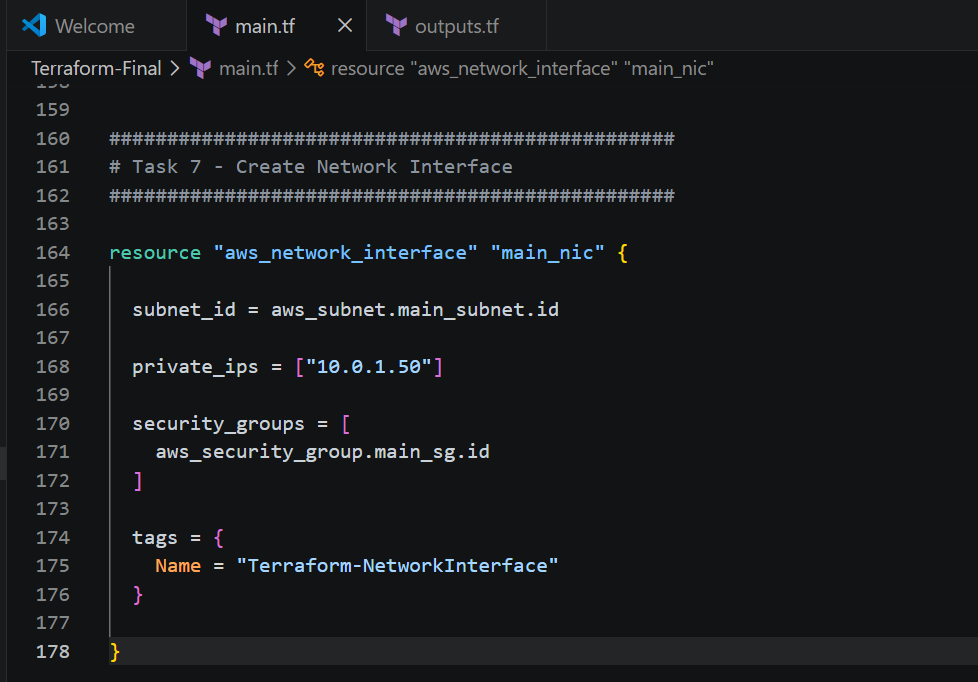 Welcome
main.tf
outputs.tf
Terraform-Final > main.tf > resource "aws_network_interface" "main_nic"
159
160 #################################################
161 # Task 7 - Create Network Interface
162 #################################################
163
164 resource "aws_network_interface" "main_nic" {
165
166 subnet_id = aws_subnet.main_subnet.id
167
168 private_ips = ["10.0.1.50"]
169
170 security_groups = [
171 aws_security_group.main_sg.id
172 ]
173
174 tags = {
175 Name = "Terraform-NetworkInterface"
176 }
177
178 }